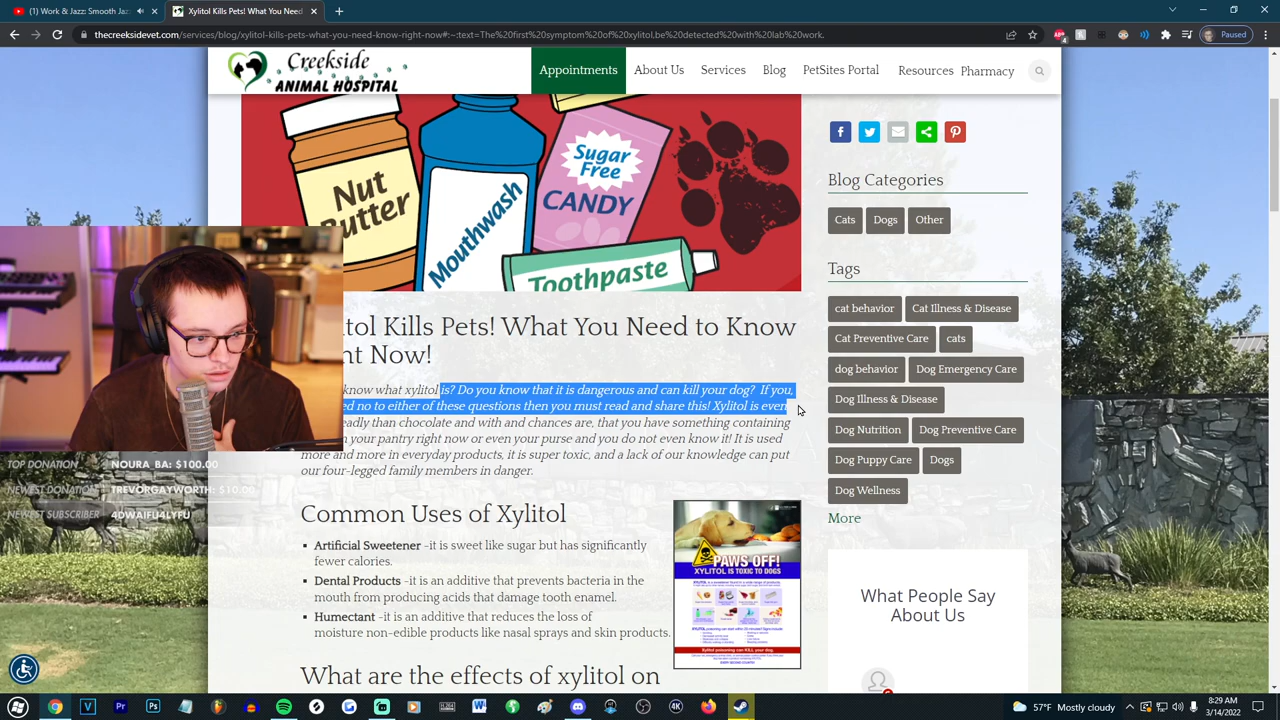 Work & Jazz | Smooth Jaz
Xylitol Kills Pets! What You Need
thecreeksidevet.com/services/blog/xylitol-kills-pets-what-you-need-know-right-now#:~:text=The%20first%20symptom%20of%20xylitol,be%20detected%20with%20lab%20work.
Paused
Creekside
ANIMAL HOSPITAL
Appointments
About Us
Services
Blog
PetSites Portal
Resources
Pharmacy
Nut
Butter
Mouthwash
Sugar
Free
CANDY
Toothpaste
itol Kills Pets! What You Need to Know
nt Now!
know what xylitol is? Do you know that it is dangerous and can kill your dog? If you,
ed no to either of these questions then you must read and share this! Xylitol is even
eadly than chocolate and with and chances are, that you have something containing
n your pantry right now or even your purse and you do not even know it! It is used
more and more in everyday products, it is super toxic, and a lack of our knowledge can put
our four-legged family members in danger.
Common Uses of Xylitol
Artificial Sweetener -it is sweet like sugar but has significantly
fewer calories.
Dental Products -it is an additive that prevents bacteria in the
mouth from producing acids that damage tooth enamel.
Humectant -it is an additive that reduces the loss of
What are the effects of xylitol on
PAWS OFF!
XYLITOL IS TOXIC TO DOGS
Xylitol poisoning can KILL your dog.
Blog Categories
Cats
Dogs
Other
Tags
cat behavior
Cat Illness & Disease
Cat Preventive Care
cats
dog behavior
Dog Emergency Care
Dog Illness & Disease
Dog Nutrition
Dog Preventive Care
Dog Puppy Care
Dogs
Dog Wellness
More
What People Say
About Us
TOP DONATION
NOURA_BA: $100.00
NEWEST DONATION
TREVORGAYWORTH: $10.00
NEWEST SUBSCRIBER
4DWAIFU4LYFU
57°F Mostly cloudy
8:29 AM
3/14/2022